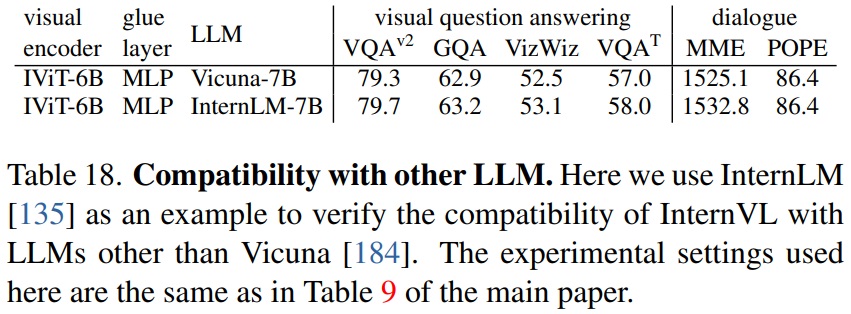 visual glue LLM visual question answering dialogue
encoder layer VQAv2 GQA VizWiz VQAT MME POPE
IViT-6B MLP Vicuna-7B 79.3 62.9 52.5 57.0 1525.1 86.4
IViT-6B MLP InternLM-7B 79.7 63.2 53.1 58.0 1532.8 86.4
Table 18. Compatibility with other LLM. Here we use InternLM
[135] as an example to verify the compatibility of InternVL with
LLMs other than Vicuna [184]. The experimental settings used
here are the same as in Table 9 of the main paper.